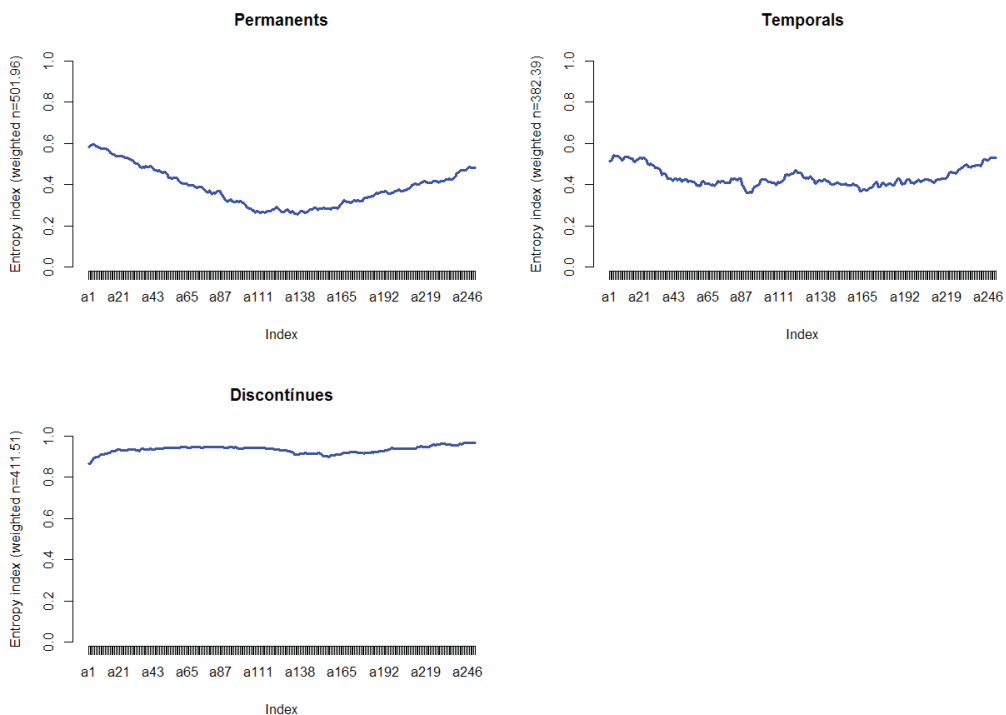 Permanents
Entropy index (weighted n=501.96)
1.0
0.8
0.6
0.4
0.2
0.0
a1 a21 a43 a65 a87 a111 a138 a165 a192 a219 a246
Index
Temporals
Entropy index (weighted n=382.39)
1.0
0.8
0.6
0.4
0.2
0.0
a1 a21 a43 a65 a87 a111 a138 a165 a192 a219 a246
Index
Discontínues
Entropy index (weighted n=411.51)
1.0
0.8
0.6
0.4
0.2
0.0
a1 a21 a43 a65 a87 a111 a138 a165 a192 a219 a246
Index